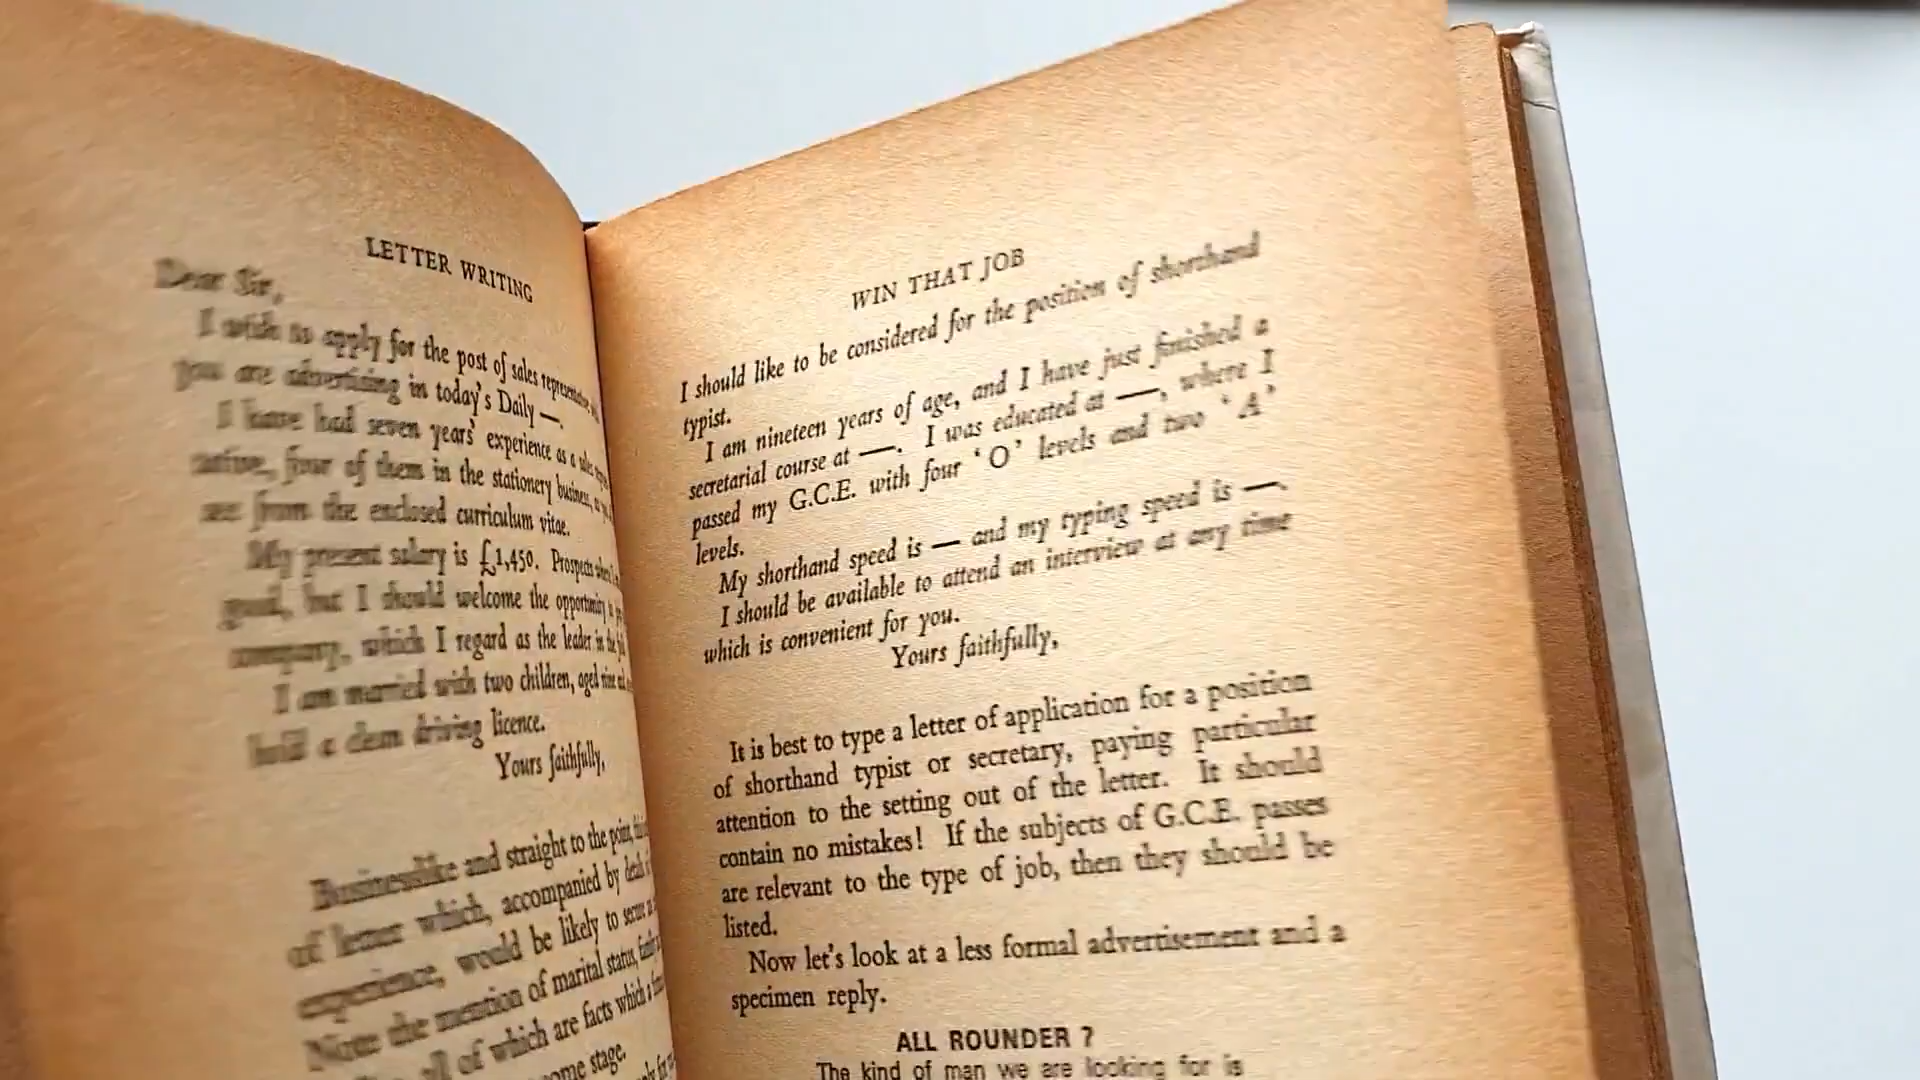 LETTER WRITING
Dear Sir,
I wish to apply for the post of sales representative,
you are advertising in today's Daily —.
I have had seven years' experience as a sales
four of them in the stationery business,
see from the enclosed curriculum vitae.
My present salary is £1,450. Prospects
good, but I should welcome the opportunity
company, which I regard as the leader in the
I am married with two children, aged nine
hold a clean driving licence.
Yours faithfully,
Businesslike and straight to the point,
of letter which, accompanied by
experience, would be likely to secure
Note the mention of marital status,
all of which are facts which a
some stage.
WIN THAT JOB
I should like to be considered for the position of shorthand
typist.
I am nineteen years of age, and I have just finished a
secretarial course at —. I was educated at —, where I
passed my G.C.E. with four 'O' levels and two 'A'
levels.
My shorthand speed is — and my typing speed is —.
I should be available to attend an interview at any time
which is convenient for you.
Yours faithfully,
It is best to type a letter of application for a position
of shorthand typist or secretary, paying particular
attention to the setting out of the letter. It should
contain no mistakes! If the subjects of G.C.E. passes
are relevant to the type of job, then they should be
listed.
Now let's look at a less formal advertisement and a
specimen reply.
ALL ROUNDER ?
The kind of man we are looking for is